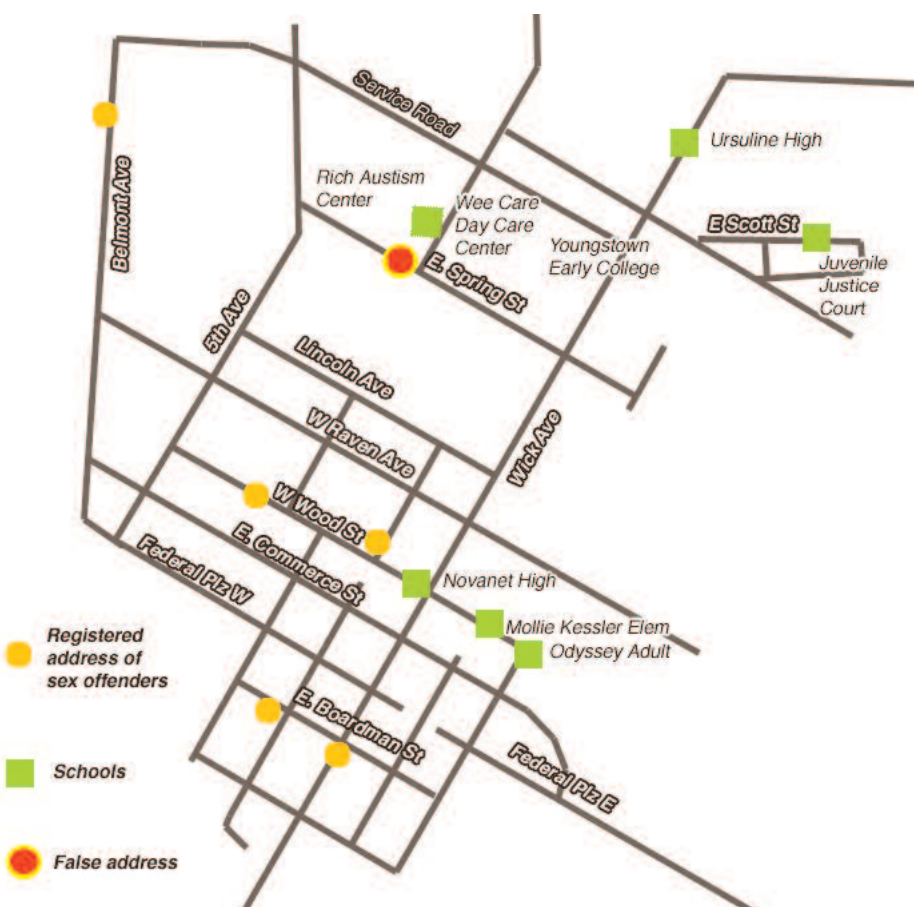 Service Road
Ursuline High
Belmont Ave
Rich Austism
Center
Wee Care
Day Care
Center
E Scott St
Youngstown
Early College
Juvenile
Justice
Court
E. Spring St
5th Ave
Lincoln Ave
W Raven Ave
Wick Ave
W Wood St
E. Commerce St
Federal Plz W
Novanet High
Mollie Kessler Elem
Odyssey Adult
Registered
address of
sex offenders
E. Boardman St
Federal Plz E
Schools
False address